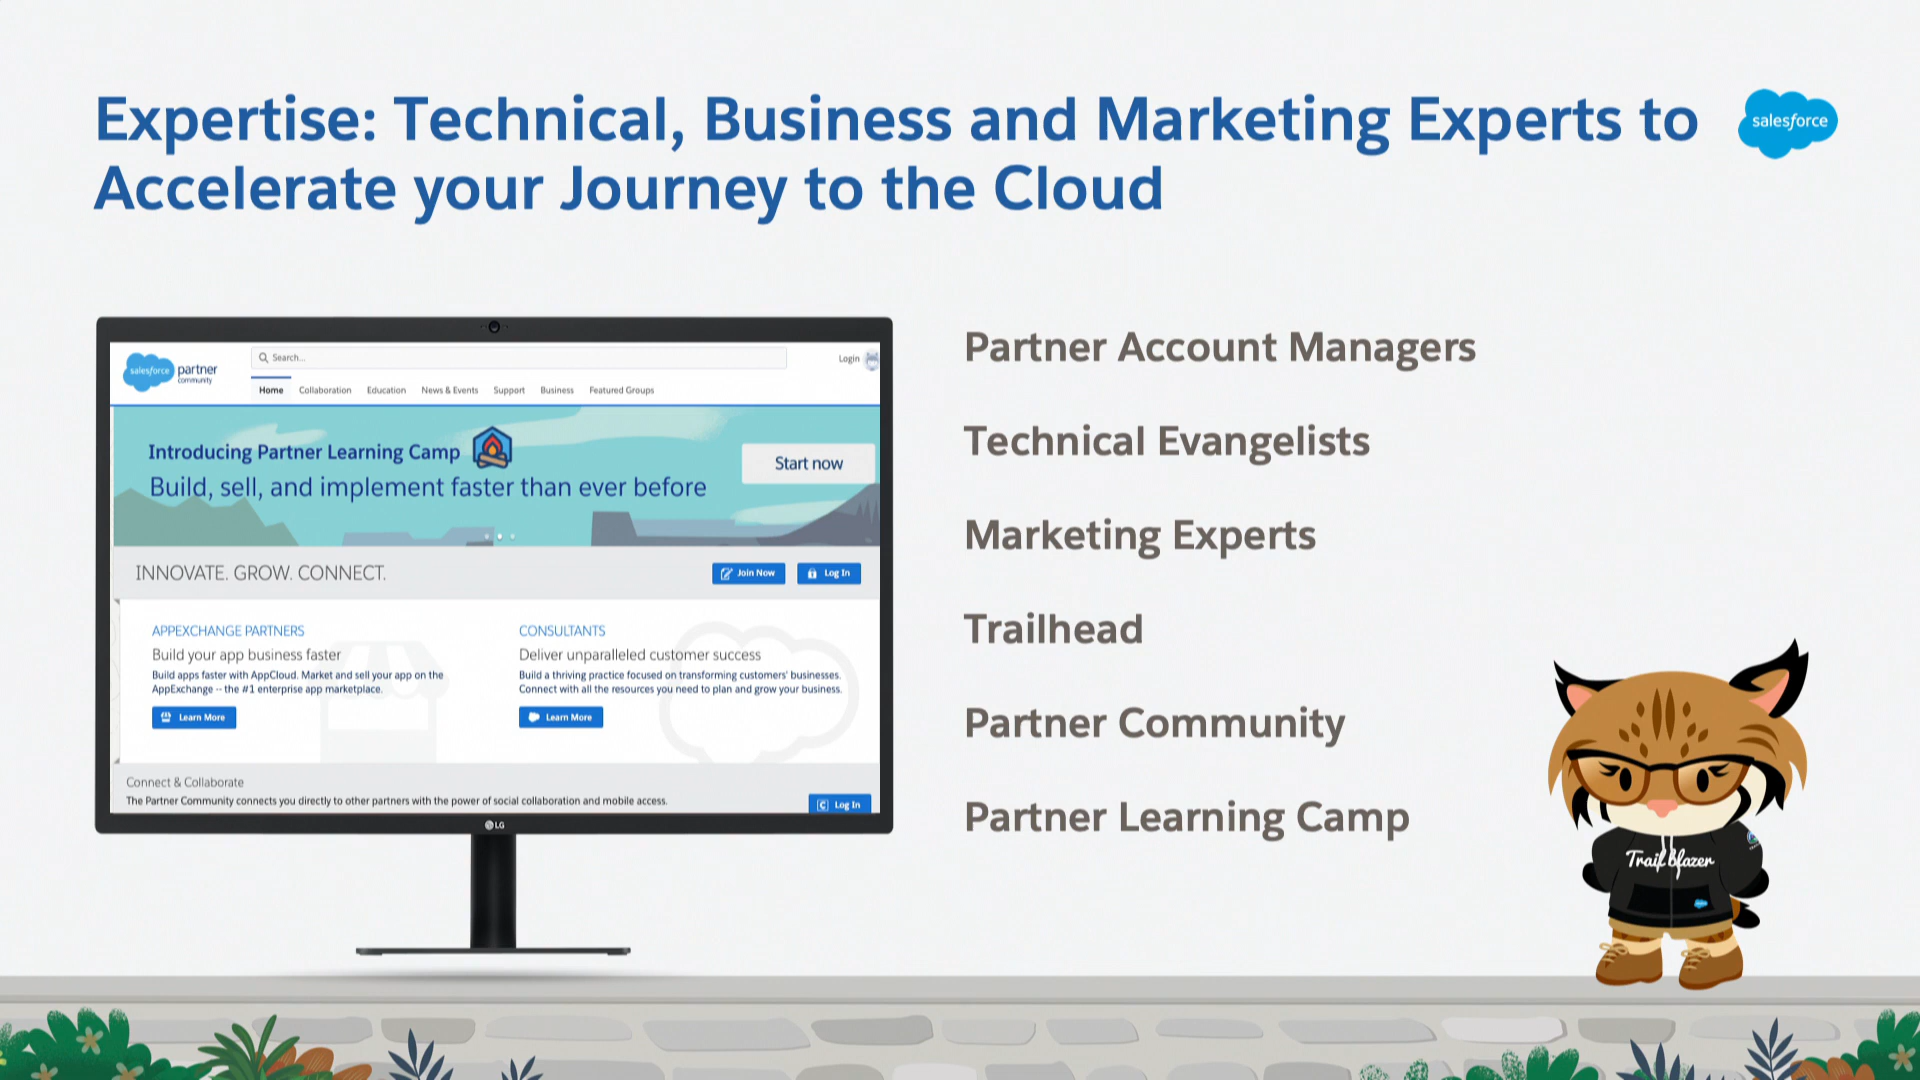 Expertise: Technical, Business and Marketing Experts to
Accelerate your Journey to the Cloud
salesforce
salesforce partner
community
Search...
Login
Home Collaboration Education News & Events Support Business Featured Groups
Introducing Partner Learning Camp
Build, sell, and implement faster than ever before
Start now
INNOVATE. GROW. CONNECT.
Join Now
Log In
APPEXCHANGE PARTNERS
Build your app business faster
Build apps faster with AppCloud. Market and sell your app on the
AppExchange -- the #1 enterprise app marketplace.
Learn More
CONSULTANTS
Deliver unparalleled customer success
Build a thriving practice focused on transforming customers' businesses.
Connect with all the resources you need to plan and grow your business.
Learn More
Connect & Collaborate
The Partner Community connects you directly to other partners with the power of social collaboration and mobile access.
Log In
LG
Partner Account Managers
Technical Evangelists
Marketing Experts
Trailhead
Partner Community
Partner Learning Camp
Trailblazer